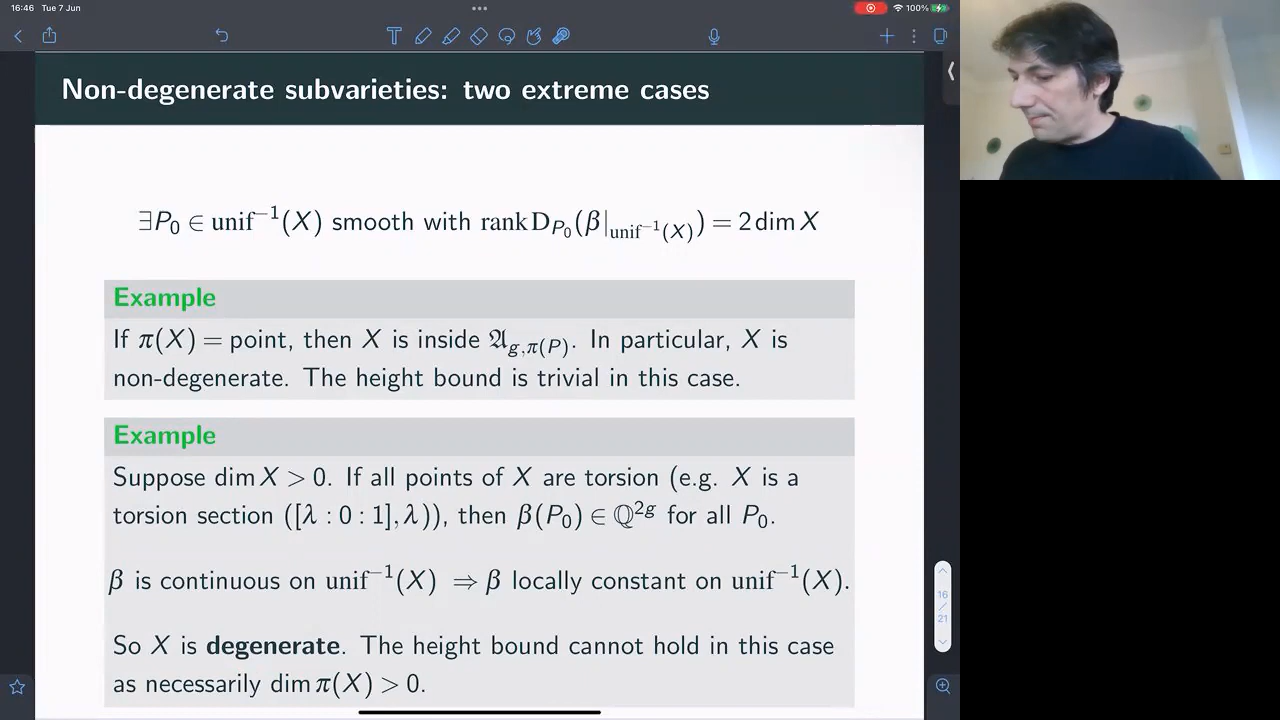 16:46 Tue 7 Jun
100%
Non-degenerate subvarieties: two extreme cases
∃P₀ ∈ unif⁻¹(X) smooth with rank D_{P₀}(β|_{unif⁻¹(X)}) = 2 dim X
Example
If π(X) = point, then X is inside 𝔄_{g,π(P)}. In particular, X is
non-degenerate. The height bound is trivial in this case.
Example
Suppose dim X > 0. If all points of X are torsion (e.g. X is a
torsion section ([λ : 0 : 1], λ)), then β(P₀) ∈ ℚ^{2g} for all P₀.
β is continuous on unif⁻¹(X) ⇒ β locally constant on unif⁻¹(X).
So X is degenerate. The height bound cannot hold in this case
as necessarily dim π(X) > 0.
16
/
21